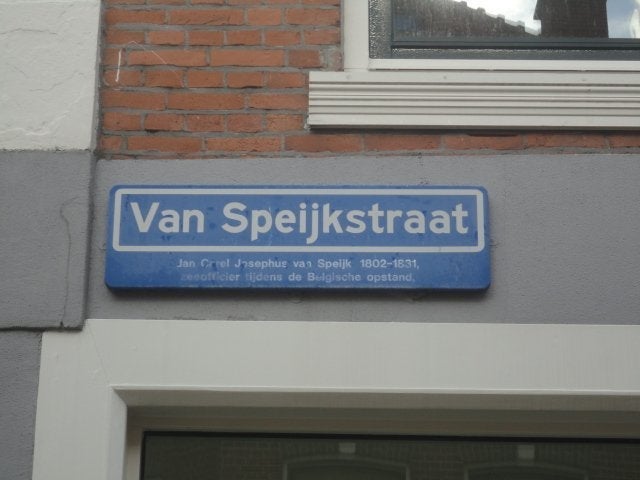 Van Speijkstraat
Jan Carel Josephus van Speijk 1802-1831,
zeeofficier tijdens de Belgische opstand.